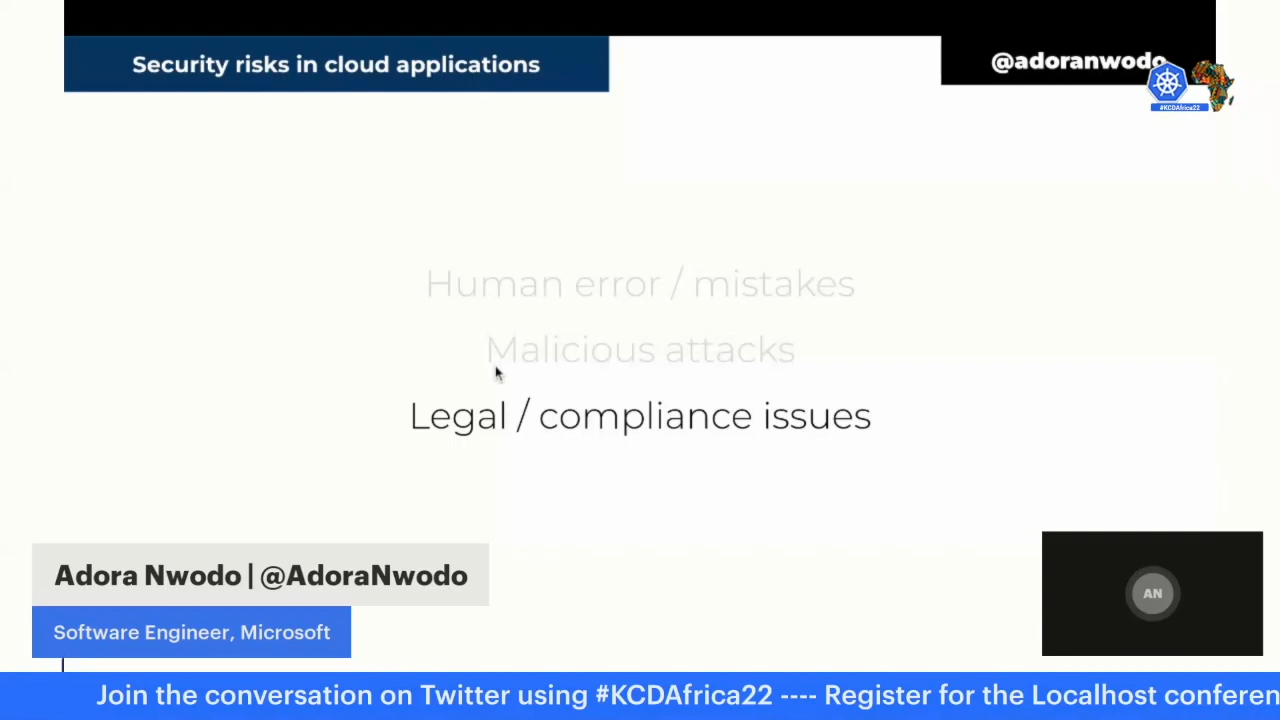 Security risks in cloud applications
@adoranwodo
#KCDAfrica22
Human error / mistakes
Malicious attacks
Legal / compliance issues
Adora Nwodo | @AdoraNwodo
Software Engineer, Microsoft
AN
Join the conversation on Twitter using #KCDAfrica22 ---- Register for the Localhost conferen